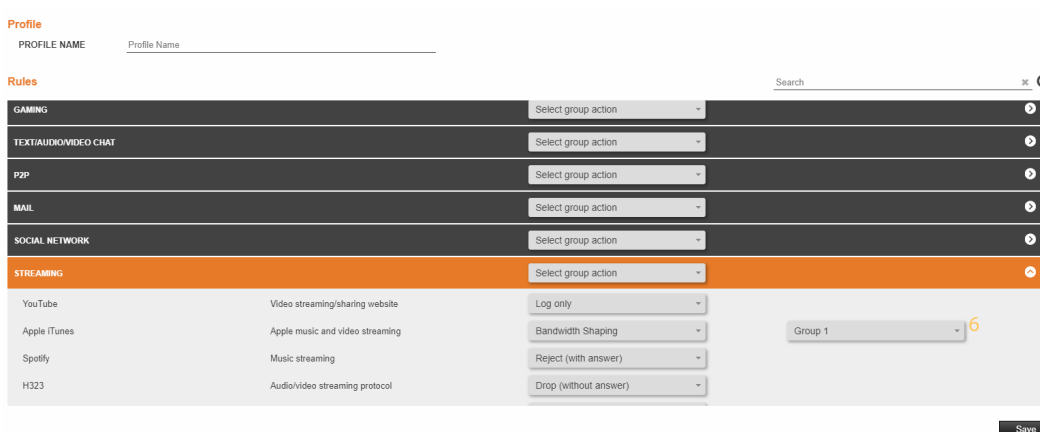 Profile
PROFILE NAME Profile Name
Rules Search
GAMING Select group action
TEXT/AUDIO/VIDEO CHAT Select group action
P2P Select group action
MAIL Select group action
SOCIAL NETWORK Select group action
STREAMING Select group action
YouTube Video streaming/sharing website Log only
Apple iTunes Apple music and video streaming Bandwidth Shaping Group 1 6
Spotify Music streaming Reject (with answer)
H323 Audio/video streaming protocol Drop (without answer)
Save